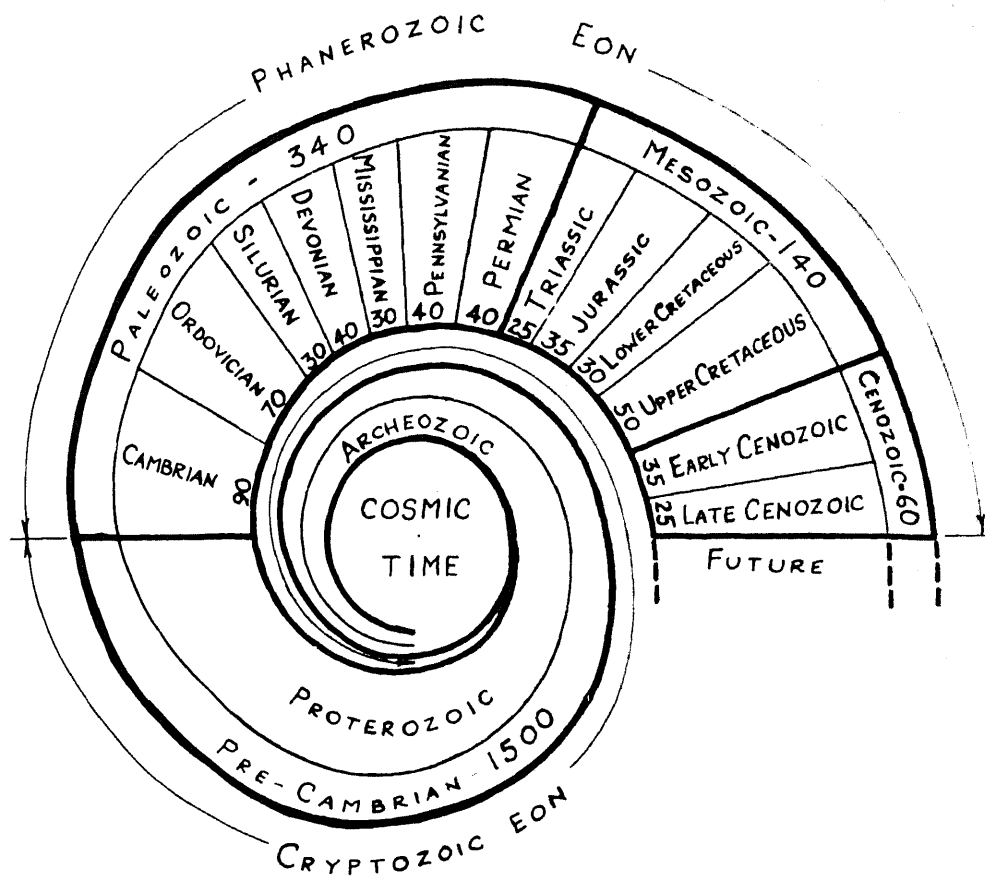 PHANEROZOIC EON
PALEOZOIC - 340
MESOZOIC - 140
CENOZOIC - 60
CAMBRIAN 90
ORDOVICIAN 70
SILURIAN 30
DEVONIAN 40
MISSISSIPPIAN 30
PENNSYLVANIAN 40
PERMIAN 40
TRIASSIC 25
JURASSIC 35
LOWER CRETACEOUS 30
UPPER CRETACEOUS 50
EARLY CENOZOIC 35
LATE CENOZOIC 25
FUTURE
ARCHEOZOIC
COSMIC
TIME
PROTEROZOIC
PRE-CAMBRIAN - 1500
CRYPTOZOIC EON